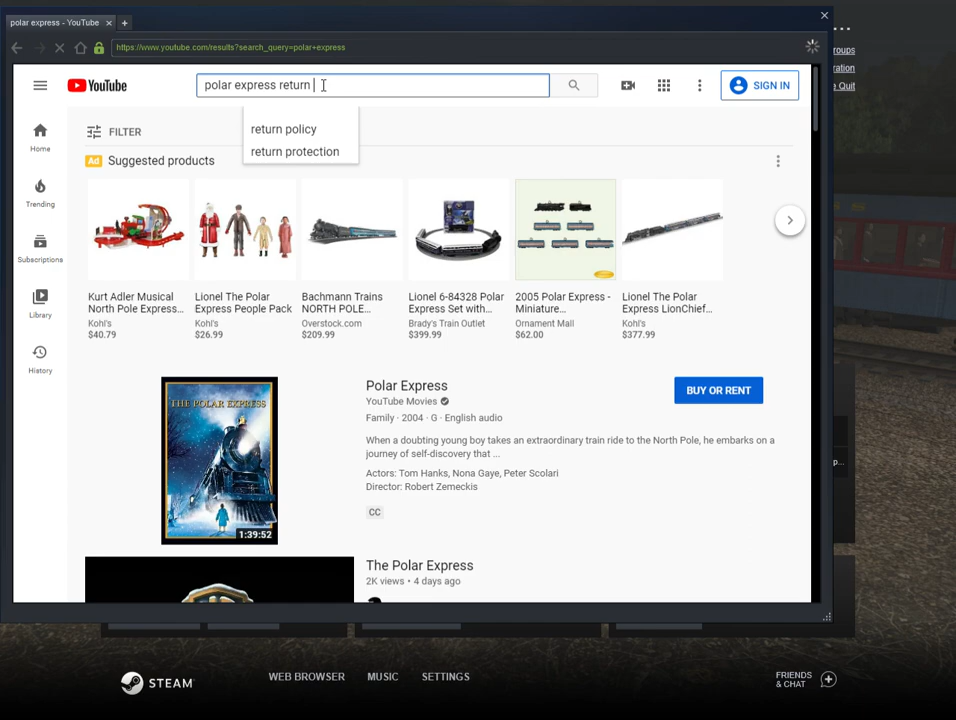 polar express - YouTube × +
https://www.youtube.com/results?search_query=polar+express
roups
ration
e Quit
YouTube
polar express return
SIGN IN
return policy
return protection
FILTER
Ad Suggested products
Home
Trending
Subscriptions
Library
History
Kurt Adler Musical North Pole Express...
Kohl's
$40.79
Lionel The Polar Express People Pack
Kohl's
$26.99
Bachmann Trains NORTH POLE...
Overstock.com
$209.99
Lionel 6-84328 Polar Express Set with...
Brady's Train Outlet
$399.99
2005 Polar Express - Miniature...
Ornament Mall
$62.00
Lionel The Polar Express LionChief...
Kohl's
$377.99
THE POLAR EXPRESS
1:39:52
Polar Express
YouTube Movies
Family · 2004 · G · English audio
When a doubting young boy takes an extraordinary train ride to the North Pole, he embarks on a
journey of self-discovery that ...
Actors: Tom Hanks, Nona Gaye, Peter Scolari
Director: Robert Zemeckis
CC
BUY OR RENT
p...
The Polar Express
2K views • 4 days ago
STEAM
WEB BROWSER
MUSIC
SETTINGS
FRIENDS
& CHAT